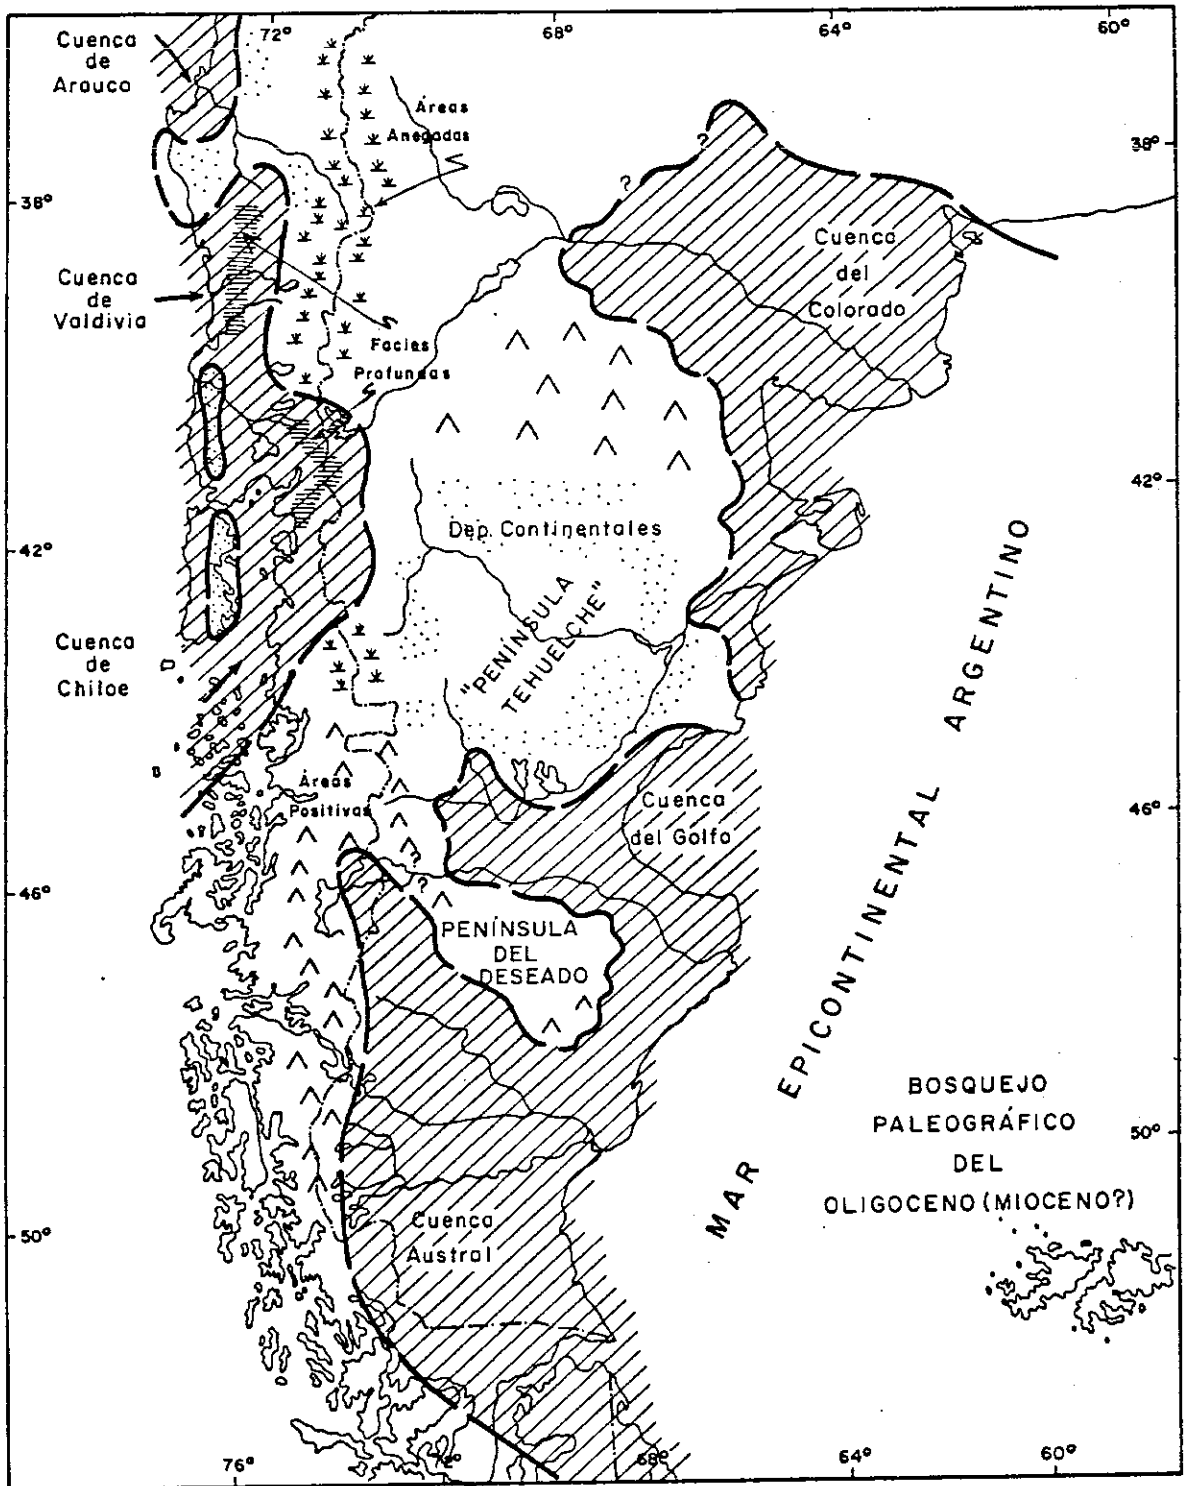 72°
68°
64°
60°
Cuenca
de
Arauco
Áreas
Anegadas
38°
?
?
38°
Cuenca
del
Colorado
Cuenca
de
Valdivia
Facies
Profundas
42°
Dep. Continentales
42°
"PENÍNSULA
TEHUELCHE"
Cuenca
de
Chiloe
MAR EPICONTINENTAL ARGENTINO
Áreas
Positivas
Cuenca
del Golfo
46°
?
?
46°
PENÍNSULA
DEL
DESEADO
BOSQUEJO
PALEOGRÁFICO
DEL
OLIGOCENO (MIOCENO?)
50°
Cuenca
Austral
50°
76°
72°
68°
64°
60°